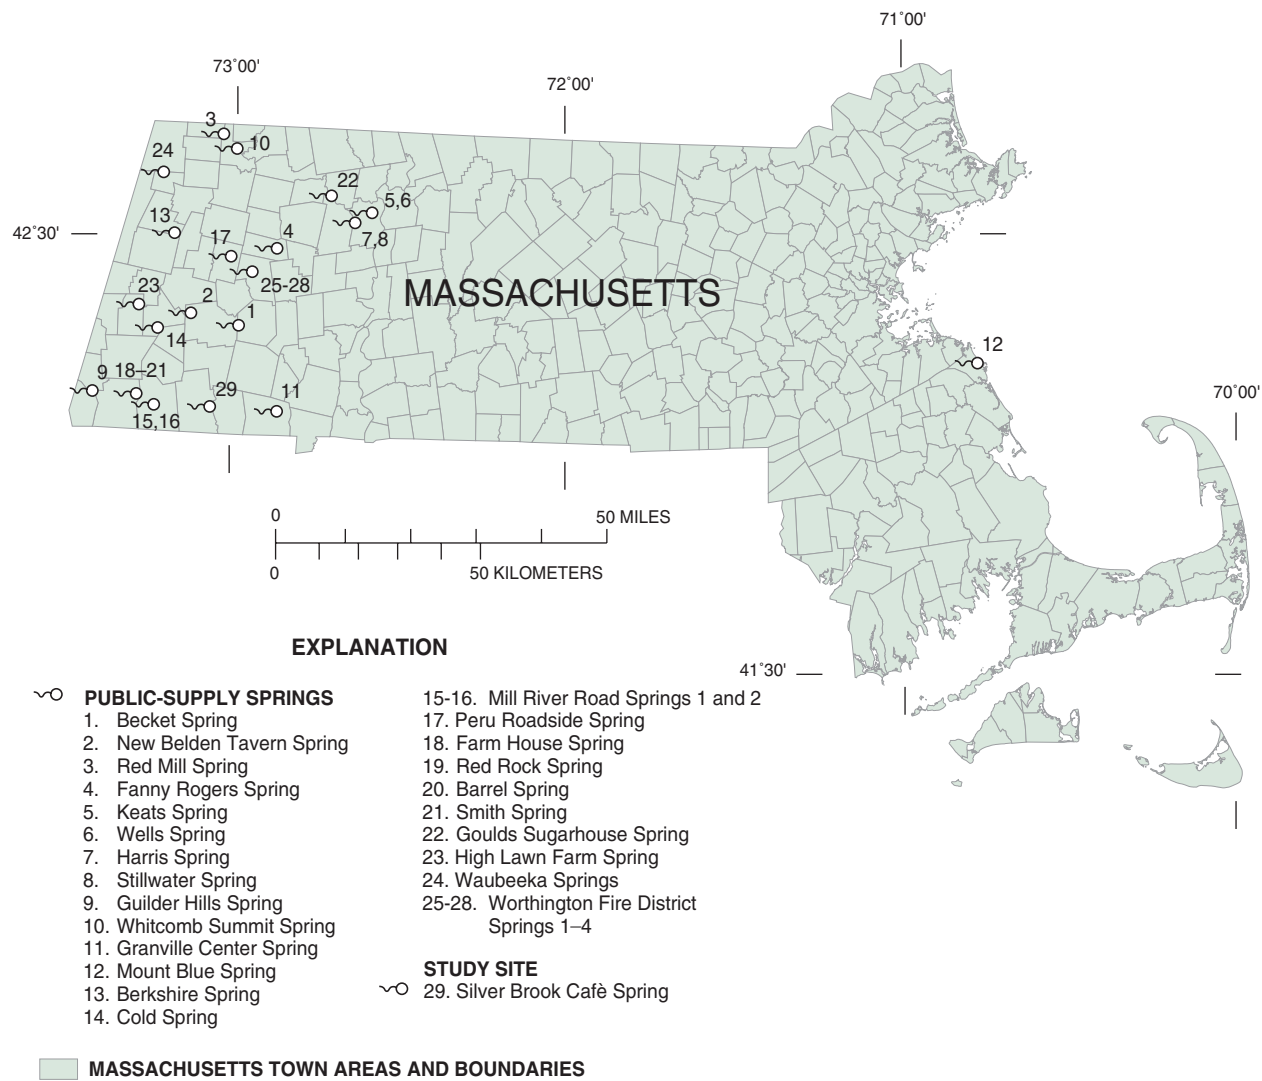 71°00'
73°00'
72°00'
3
10
24
22
5,6
13
42°30'
17
4
7,8
25-28
MASSACHUSETTS
23
2
1
14
12
9
18–21
29
11
15,16
70°00'
0
50 MILES
0
50 KILOMETERS
41°30'
EXPLANATION
PUBLIC-SUPPLY SPRINGS
1. Becket Spring
2. New Belden Tavern Spring
3. Red Mill Spring
4. Fanny Rogers Spring
5. Keats Spring
6. Wells Spring
7. Harris Spring
8. Stillwater Spring
9. Guilder Hills Spring
10. Whitcomb Summit Spring
11. Granville Center Spring
12. Mount Blue Spring
13. Berkshire Spring
14. Cold Spring
15-16. Mill River Road Springs 1 and 2
17. Peru Roadside Spring
18. Farm House Spring
19. Red Rock Spring
20. Barrel Spring
21. Smith Spring
22. Goulds Sugarhouse Spring
23. High Lawn Farm Spring
24. Waubeeka Springs
25-28. Worthington Fire District
Springs 1–4
STUDY SITE
29. Silver Brook Cafè Spring
MASSACHUSETTS TOWN AREAS AND BOUNDARIES